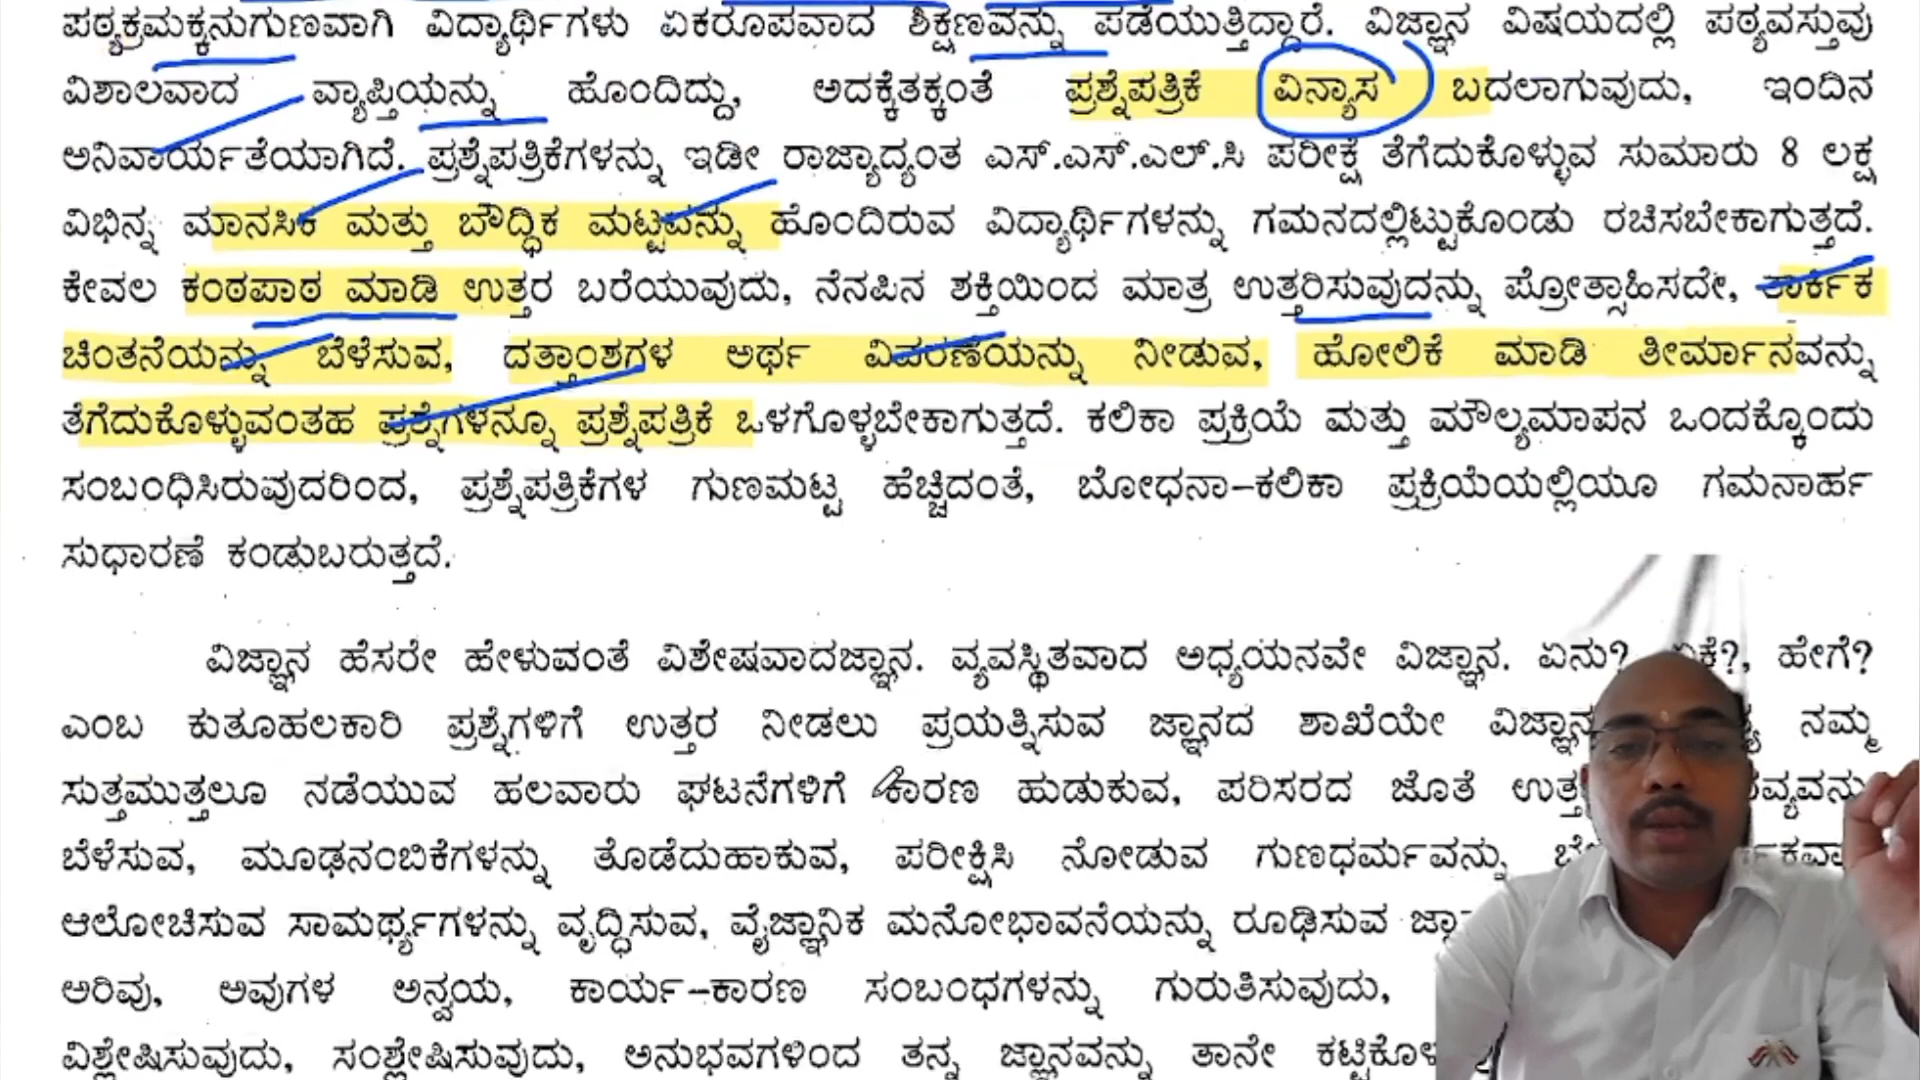 ಪಠ್ಯಕ್ರಮಕ್ಕನುಗುಣವಾಗಿ ವಿದ್ಯಾರ್ಥಿಗಳು ಏಕರೂಪವಾದ ಶಿಕ್ಷಣವನ್ನು ಪಡೆಯುತ್ತಿದ್ದಾರೆ. ವಿಜ್ಞಾನ ವಿಷಯದಲ್ಲಿ ಪಠ್ಯವಸ್ತುವು
ವಿಶಾಲವಾದ ವ್ಯಾಪ್ತಿಯನ್ನು ಹೊಂದಿದ್ದು, ಅದಕ್ಕೆತಕ್ಕಂತೆ ಪ್ರಶ್ನೆಪತ್ರಿಕೆ ವಿನ್ಯಾಸ ಬದಲಾಗುವುದು, ಇಂದಿನ
ಅನಿವಾರ್ಯತೆಯಾಗಿದೆ. ಪ್ರಶ್ನೆಪತ್ರಿಕೆಗಳನ್ನು ಇಡೀ ರಾಜ್ಯಾದ್ಯಂತ ಎಸ್.ಎಸ್.ಎಲ್.ಸಿ ಪರೀಕ್ಷೆ ತೆಗೆದುಕೊಳ್ಳುವ ಸುಮಾರು 8 ಲಕ್ಷ
ವಿಭಿನ್ನ ಮಾನಸಿಕ ಮತ್ತು ಬೌದ್ಧಿಕ ಮಟ್ಟವನ್ನು ಹೊಂದಿರುವ ವಿದ್ಯಾರ್ಥಿಗಳನ್ನು ಗಮನದಲ್ಲಿಟ್ಟುಕೊಂಡು ರಚಿಸಬೇಕಾಗುತ್ತದೆ.
ಕೇವಲ ಕಂಠಪಾಠ ಮಾಡಿ ಉತ್ತರ ಬರೆಯುವುದು, ನೆನಪಿನ ಶಕ್ತಿಯಿಂದ ಮಾತ್ರ ಉತ್ತರಿಸುವುದನ್ನು ಪ್ರೋತ್ಸಾಹಿಸದೇ, ತಾರ್ಕಿಕ
ಚಿಂತನೆಯನ್ನು ಬೆಳೆಸುವ, ದತ್ತಾಂಶಗಳ ಅರ್ಥ ವಿವರಣೆಯನ್ನು ನೀಡುವ, ಹೋಲಿಕೆ ಮಾಡಿ ತೀರ್ಮಾನವನ್ನು
ತೆಗೆದುಕೊಳ್ಳುವಂತಹ ಪ್ರಶ್ನೆಗಳನ್ನೂ ಪ್ರಶ್ನೆಪತ್ರಿಕೆ ಒಳಗೊಳ್ಳಬೇಕಾಗುತ್ತದೆ. ಕಲಿಕಾ ಪ್ರಕ್ರಿಯೆ ಮತ್ತು ಮೌಲ್ಯಮಾಪನ ಒಂದಕ್ಕೊಂದು
ಸಂಬಂಧಿಸಿರುವುದರಿಂದ, ಪ್ರಶ್ನೆಪತ್ರಿಕೆಗಳ ಗುಣಮಟ್ಟ ಹೆಚ್ಚಿದಂತೆ, ಬೋಧನಾ-ಕಲಿಕಾ ಪ್ರಕ್ರಿಯೆಯಲ್ಲಿಯೂ ಗಮನಾರ್ಹ
ಸುಧಾರಣೆ ಕಂಡುಬರುತ್ತದೆ.
ವಿಜ್ಞಾನ ಹೆಸರೇ ಹೇಳುವಂತೆ ವಿಶೇಷವಾದಜ್ಞಾನ. ವ್ಯವಸ್ಥಿತವಾದ ಅಧ್ಯಯನವೇ ವಿಜ್ಞಾನ. ಏನು? ಹೇಗೆ?
ಎಂಬ ಕುತೂಹಲಕಾರಿ ಪ್ರಶ್ನೆಗಳಿಗೆ ಉತ್ತರ ನೀಡಲು ಪ್ರಯತ್ನಿಸುವ ಜ್ಞಾನದ ಶಾಖೆಯೇ ವಿಜ್ಞಾನ ನಮ್ಮ
ಸುತ್ತಮುತ್ತಲೂ ನಡೆಯುವ ಹಲವಾರು ಘಟನೆಗಳಿಗೆ ಕಾರಣ ಹುಡುಕುವ, ಪರಿಸರದ ಜೊತೆ
ಬೆಳೆಸುವ, ಮೂಢನಂಬಿಕೆಗಳನ್ನು ತೊಡೆದುಹಾಕುವ, ಪರೀಕ್ಷಿಸಿ ನೋಡುವ ಗುಣಧರ್ಮವನ್ನು
ಆಲೋಚಿಸುವ ಸಾಮರ್ಥ್ಯಗಳನ್ನು ವೃದ್ಧಿಸುವ, ವೈಜ್ಞಾನಿಕ ಮನೋಭಾವನೆಯನ್ನು ರೂಢಿಸುವ
ಅರಿವು, ಅವುಗಳ ಅನ್ವಯ, ಕಾರ್ಯ-ಕಾರಣ ಸಂಬಂಧಗಳನ್ನು ಗುರುತಿಸುವುದು,
ವಿಶ್ಲೇಷಿಸುವುದು, ಸಂಶ್ಲೇಷಿಸುವುದು, ಅನುಭವಗಳಿಂದ ತನ್ನ ಜ್ಞಾನವನ್ನು ತಾನೇ